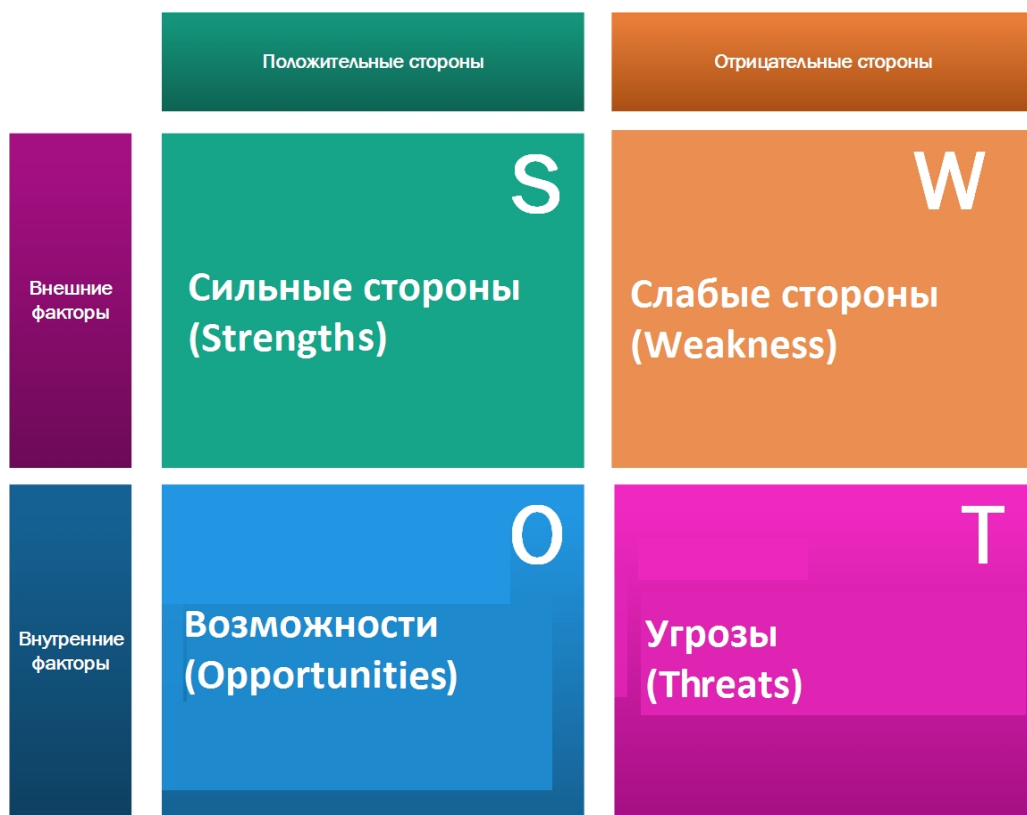 Положительные стороны
Отрицательные стороны
Внешние
факторы
S
Сильные стороны
(Strengths)
W
Слабые стороны
(Weakness)
Внутренние
факторы
O
Возможности
(Opportunities)
T
Угрозы
(Threats)